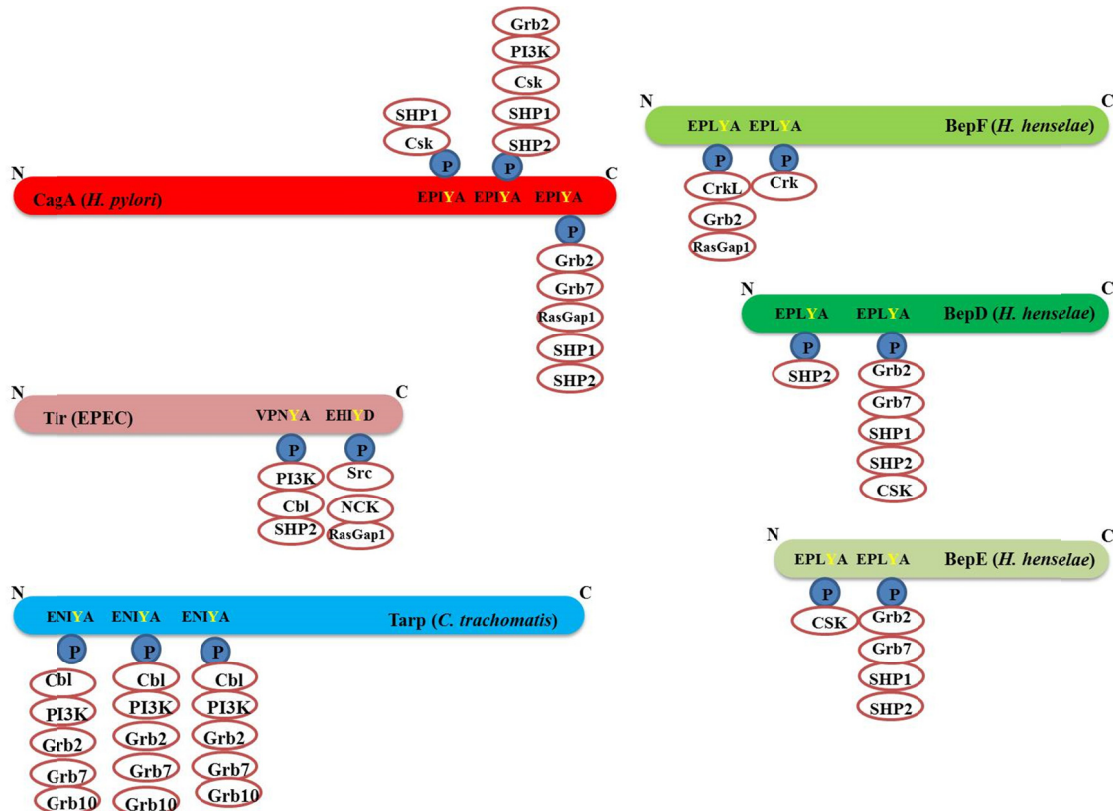 Grb2
PI3K
Csk
SHP1
SHP2
P
SHP1
Csk
P
N
C
CagA (H. pylori)
EPIYA EPIYA EPIYA
P
Grb2
Grb7
RasGap1
SHP1
SHP2
N
C
EPLYA EPLYA
BepF (H. henselae)
P
P
CrkL
Crk
Grb2
RasGap1
N
C
EPLYA EPLYA
BepD (H. henselae)
P
P
SHP2
Grb2
Grb7
SHP1
SHP2
CSK
N
C
Tir (EPEC)
VPNYA EHIYD
P
P
PI3K
Src
Cbl
NCK
SHP2
RasGap1
N
C
EPLYA EPLYA
BepE (H. henselae)
P
P
CSK
Grb2
Grb7
SHP1
SHP2
N
C
ENIYA ENIYA ENIYA
Tarp (C. trachomatis)
P
P
P
Cbl
Cbl
Cbl
PI3K
PI3K
PI3K
Grb2
Grb2
Grb2
Grb7
Grb7
Grb7
Grb10
Grb10
Grb10